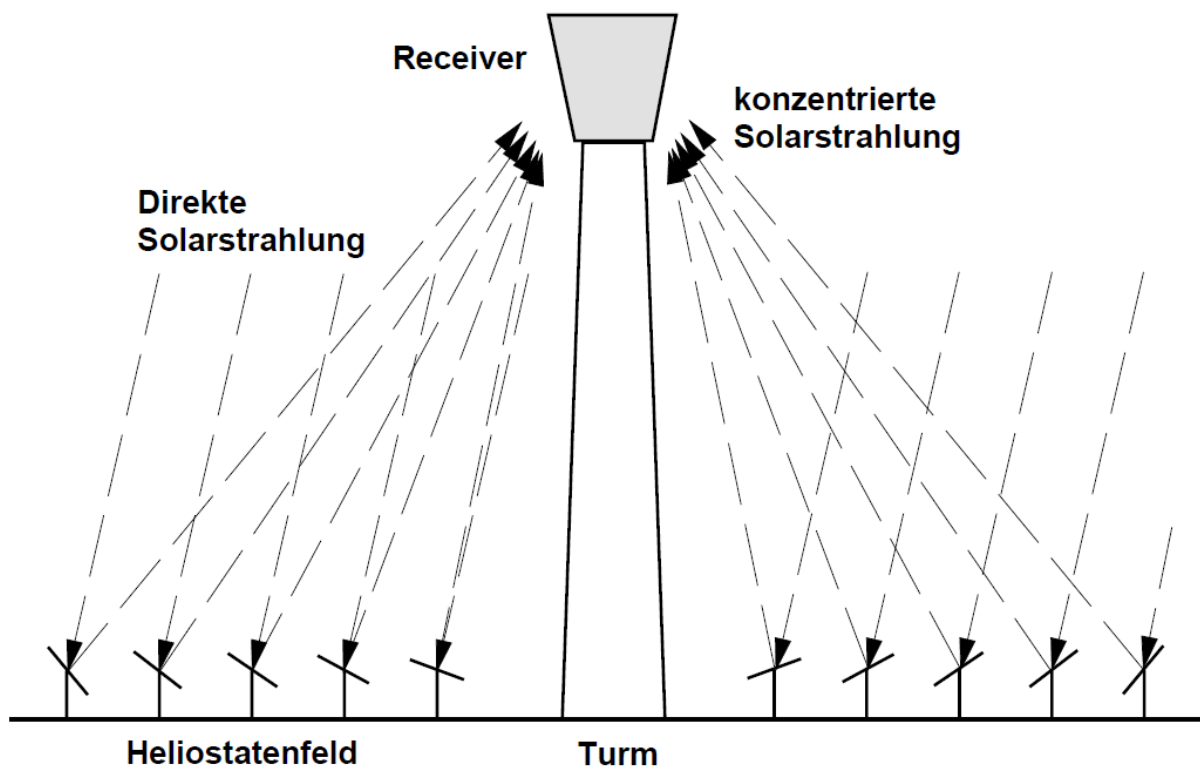 Receiver
konzentrierte
Solarstrahlung
Direkte
Solarstrahlung
Heliostatenfeld
Turm